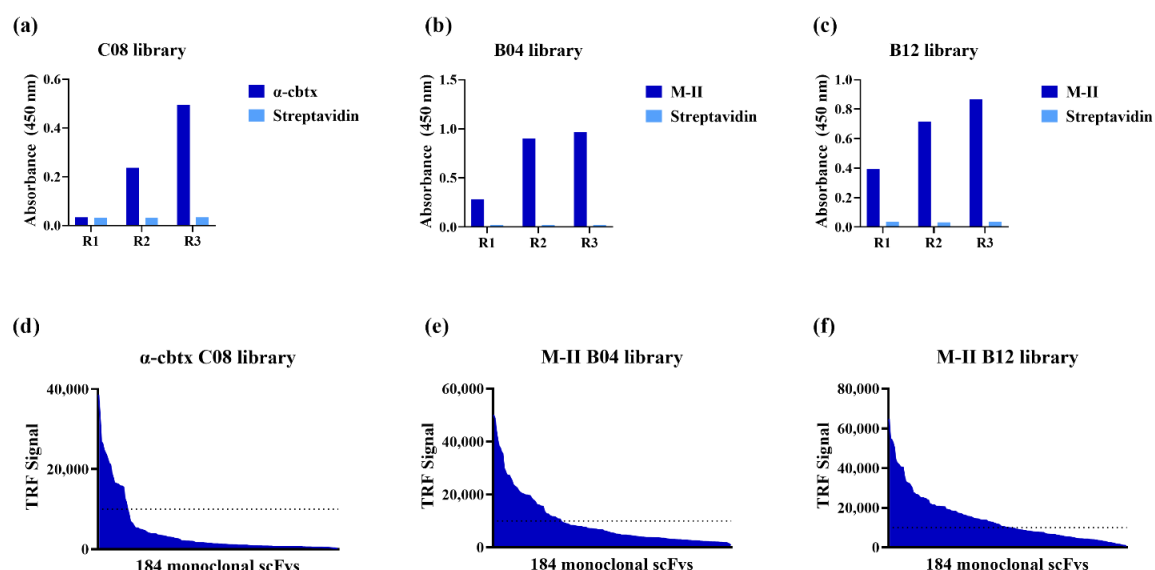 (a)
C08 library
Absorbance (450 nm)
0.6
0.4
0.2
0.0
R1 R2 R3
α-cbtx
Streptavidin
(b)
B04 library
Absorbance (450 nm)
1.5
1.0
0.5
0.0
R1 R2 R3
M-II
Streptavidin
(c)
B12 library
Absorbance (450 nm)
1.0
0.8
0.6
0.4
0.2
0.0
R1 R2 R3
M-II
Streptavidin
(d)
α-cbtx C08 library
TRF Signal
40,000
20,000
0
184 monoclonal scFvs
(e)
M-II B04 library
TRF Signal
60,000
40,000
20,000
0
184 monoclonal scFvs
(f)
M-II B12 library
TRF Signal
80,000
60,000
40,000
20,000
0
184 monoclonal scFvs